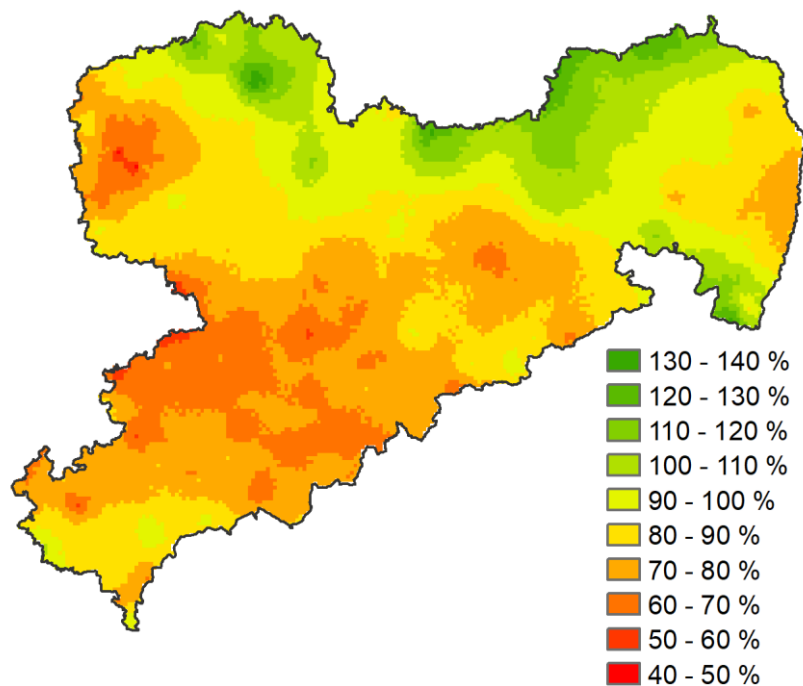 130 - 140 %
120 - 130 %
110 - 120 %
100 - 110 %
90 - 100 %
80 - 90 %
70 - 80 %
60 - 70 %
50 - 60 %
40 - 50 %